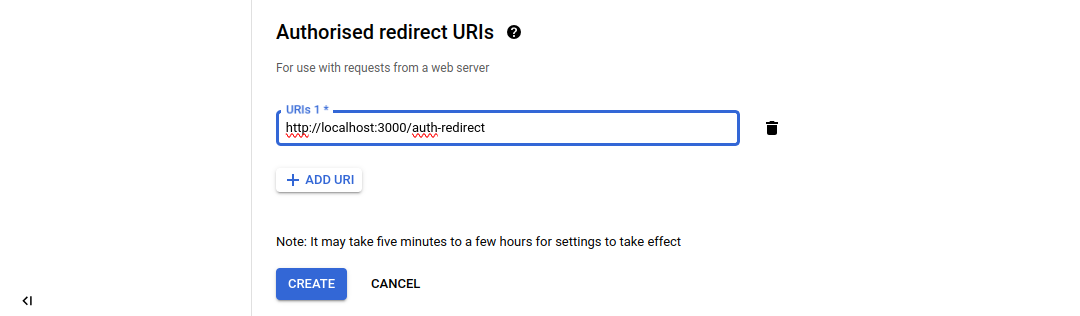 Authorised redirect URIs
For use with requests from a web server
URIs 1 *
http://localhost:3000/auth-redirect
ADD URI
Note: It may take five minutes to a few hours for settings to take effect
CREATE CANCEL